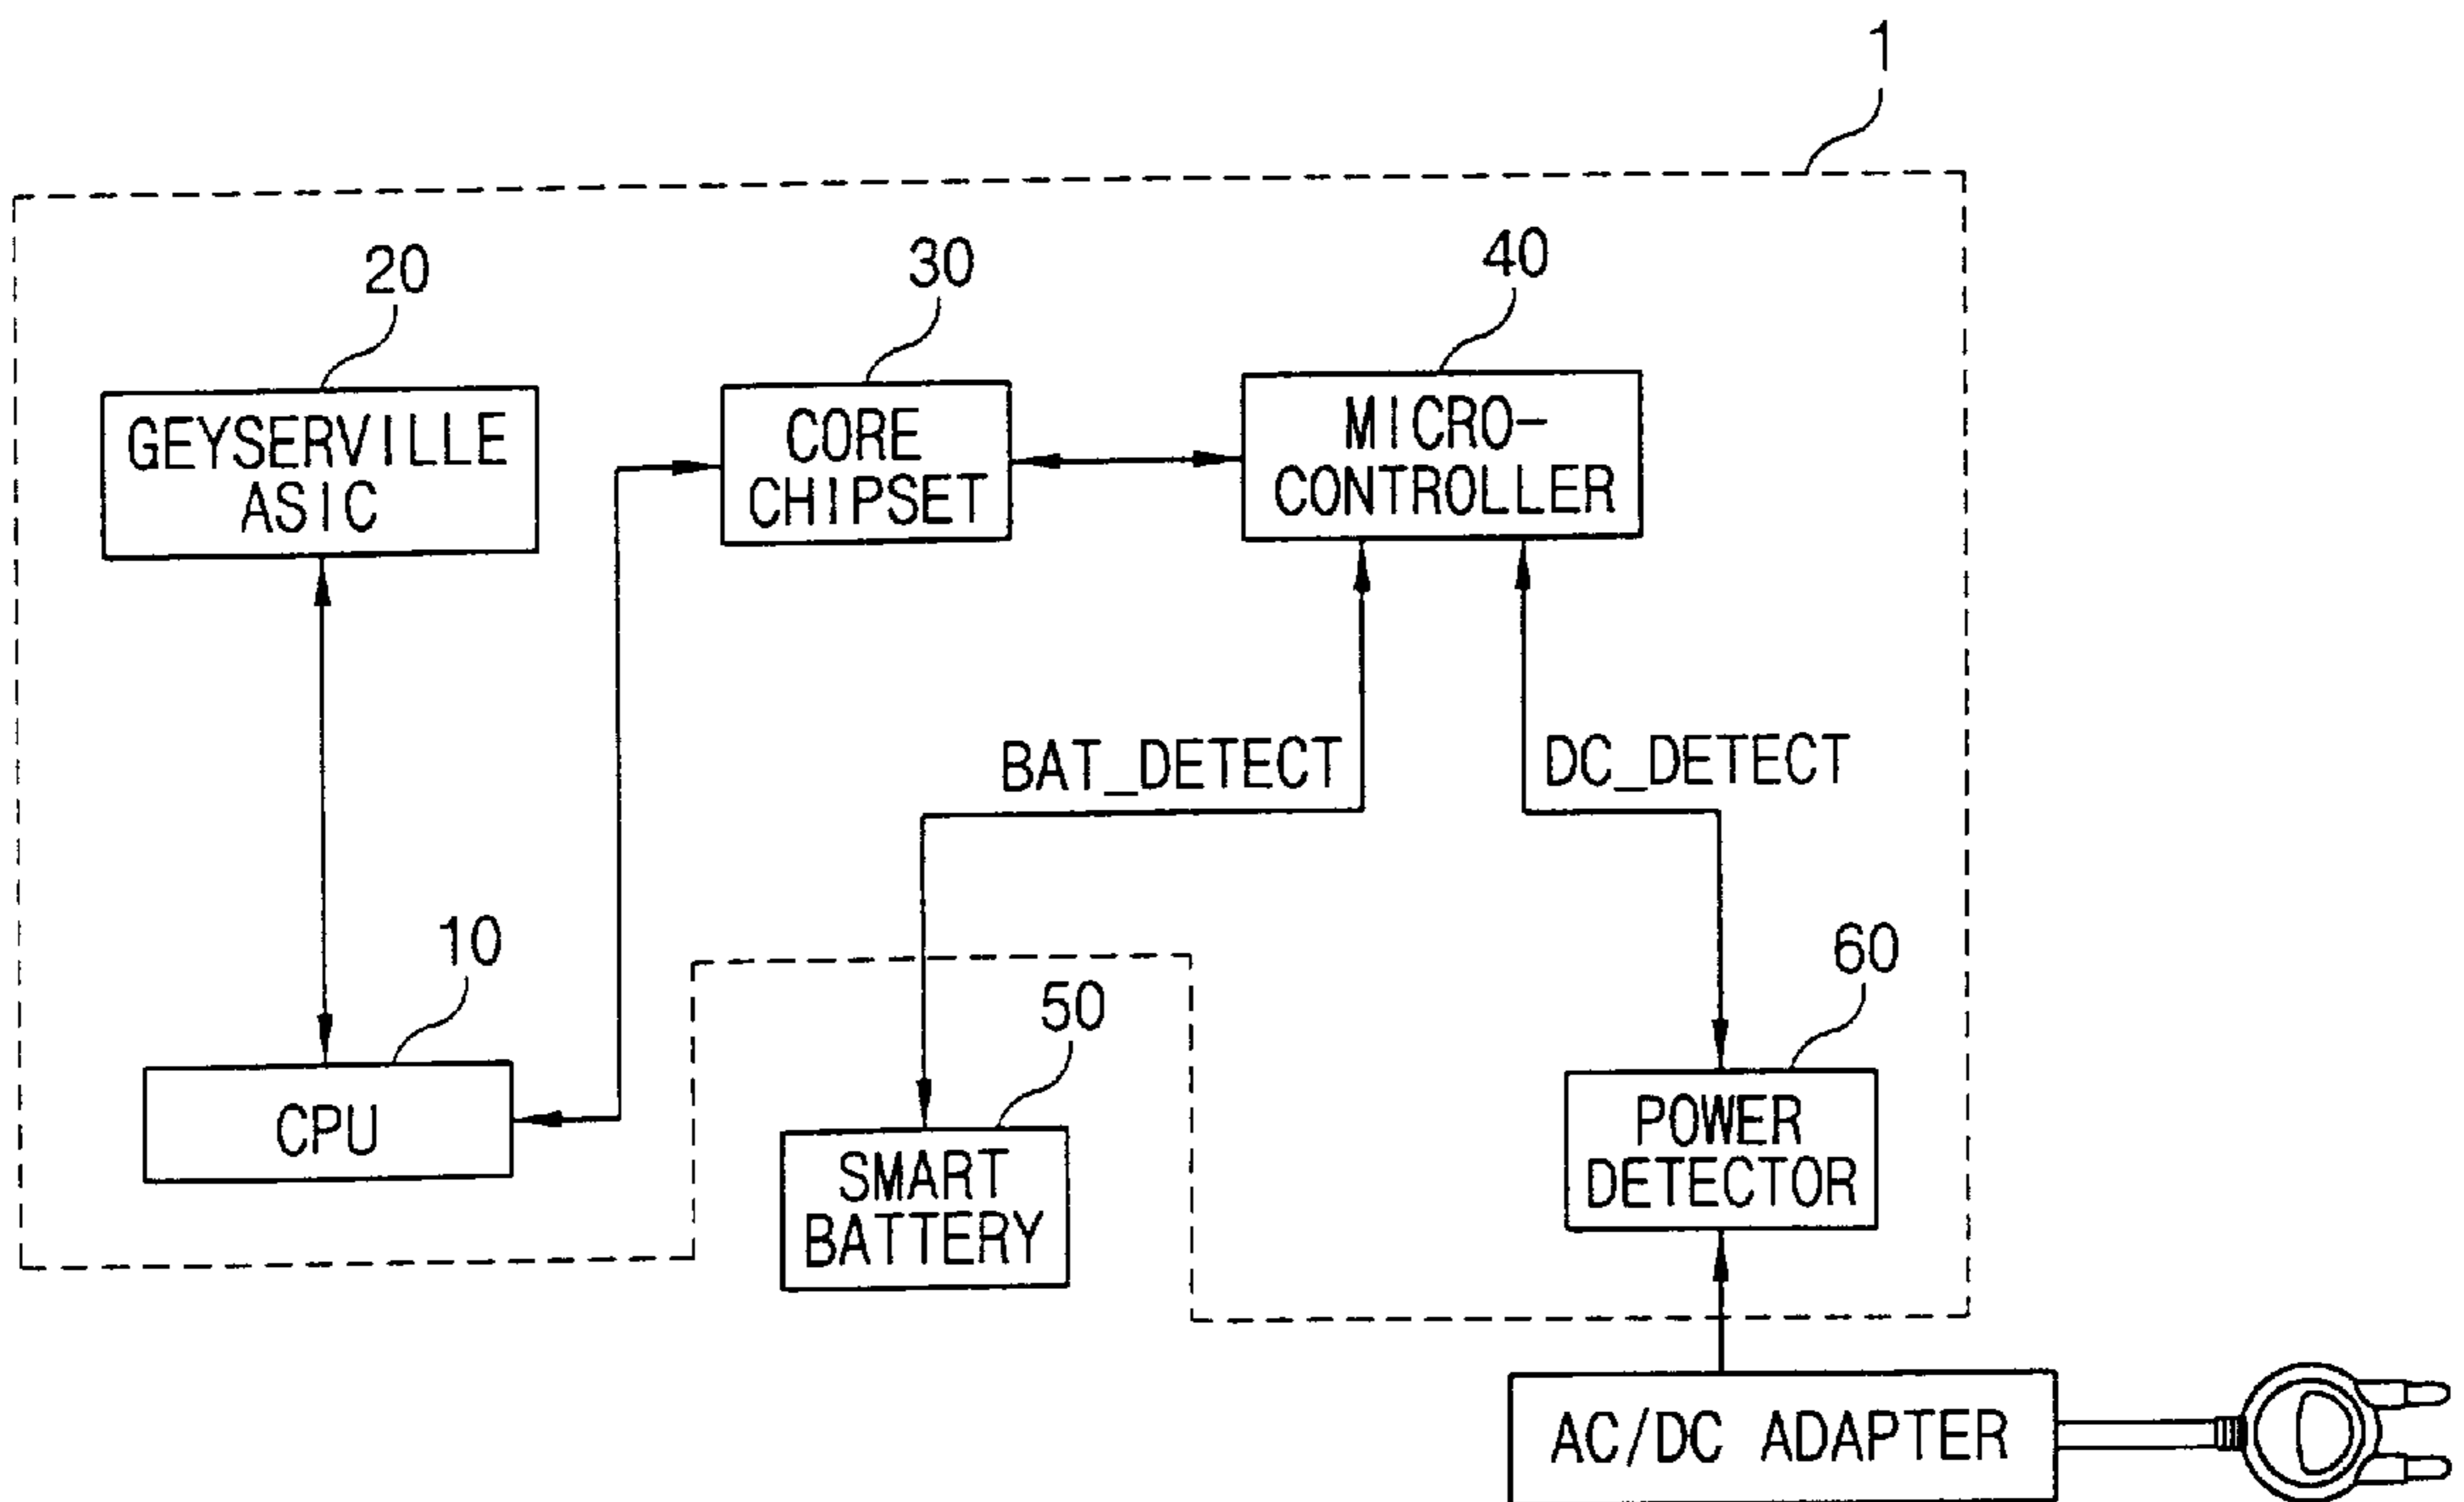 1
20
30
40
GEYSERVILLE
ASIC
CORE
CHIPSET
MICRO-
CONTROLLER
BAT_DETECT
DC_DETECT
10
50
60
CPU
SMART
BATTERY
POWER
DETECTOR
AC/DC ADAPTER